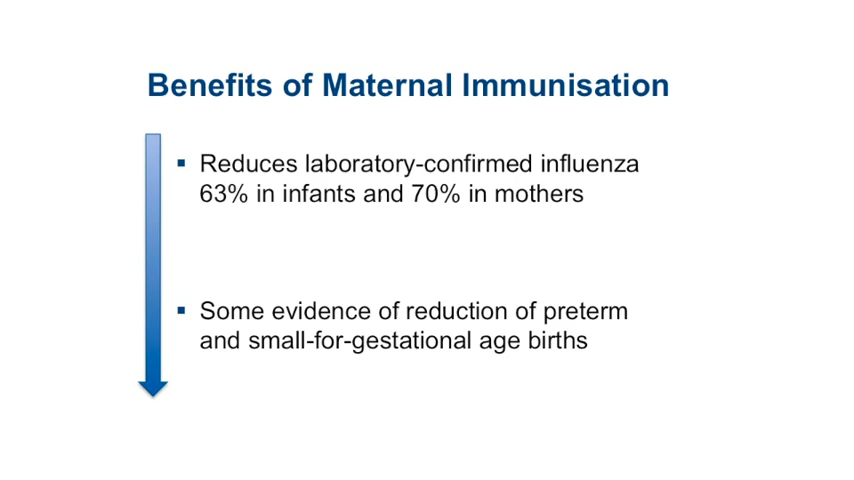 Benefits of Maternal Immunisation
▪ Reduces laboratory-confirmed influenza
63% in infants and 70% in mothers
▪ Some evidence of reduction of preterm
and small-for-gestational age births